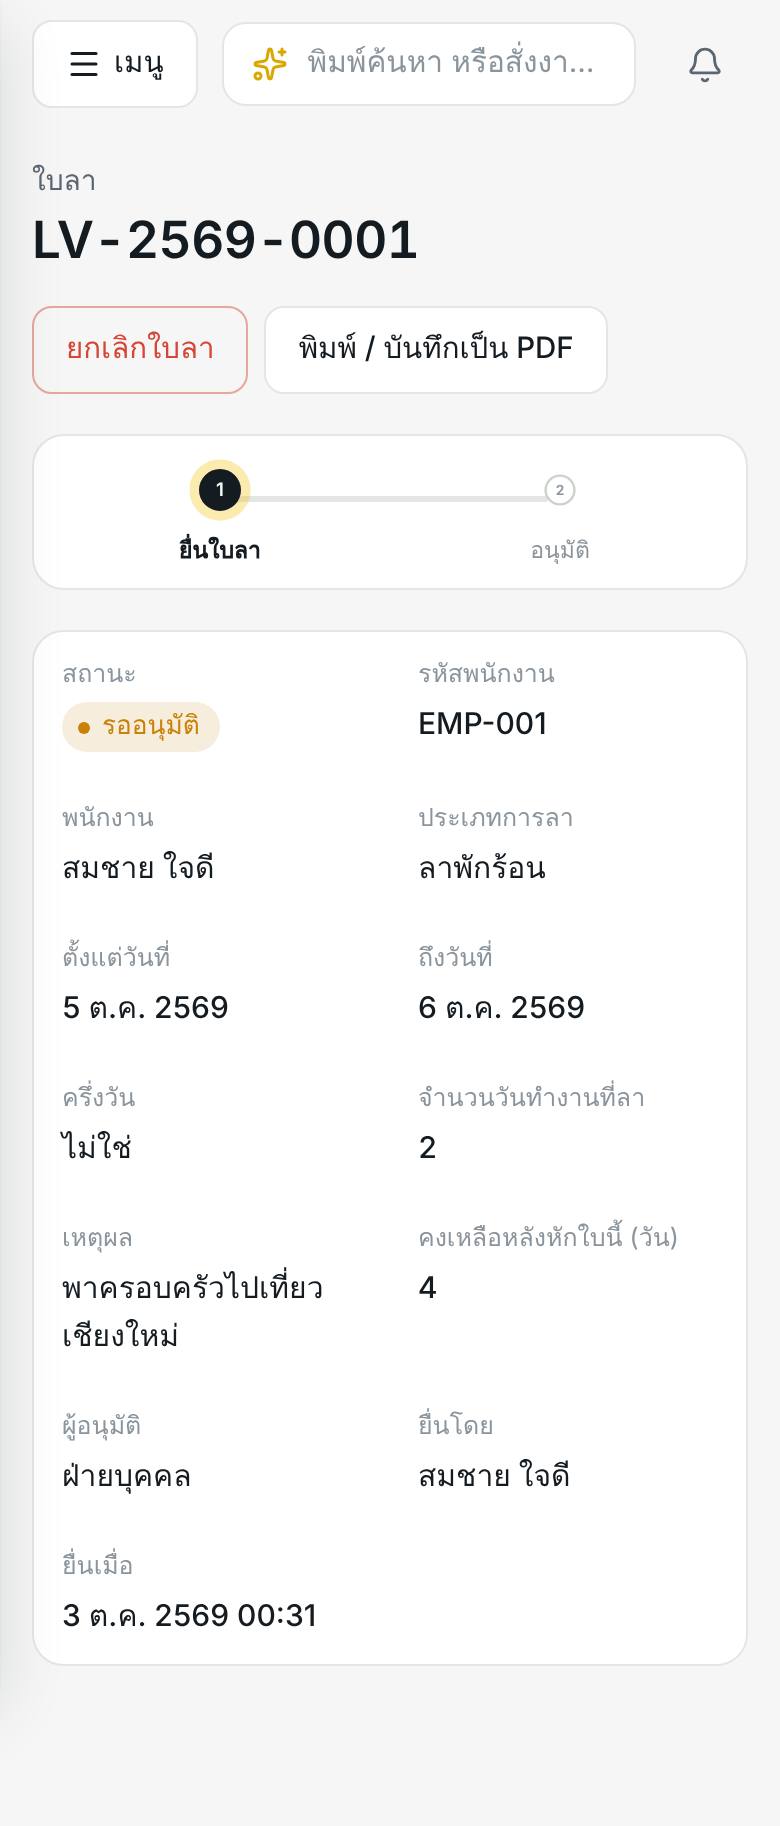 เมนู
พิมพ์ค้นหา หรือสั่งงา...
ใบลา
LV-2569-0001
ยกเลิกใบลา
พิมพ์ / บันทึกเป็น PDF
1
2
ยื่นใบลา
อนุมัติ
สถานะ
รหัสพนักงาน
รออนุมัติ
EMP-001
พนักงาน
ประเภทการลา
สมชาย ใจดี
ลาพักร้อน
ตั้งแต่วันที่
ถึงวันที่
5 ต.ค. 2569
6 ต.ค. 2569
ครึ่งวัน
จำนวนวันทำงานที่ลา
ไม่ใช่
2
เหตุผล
คงเหลือหลังหักใบนี้ (วัน)
พาครอบครัวไปเที่ยว
เชียงใหม่
4
ผู้อนุมัติ
ยื่นโดย
ฝ่ายบุคคล
สมชาย ใจดี
ยื่นเมื่อ
3 ต.ค. 2569 00:31